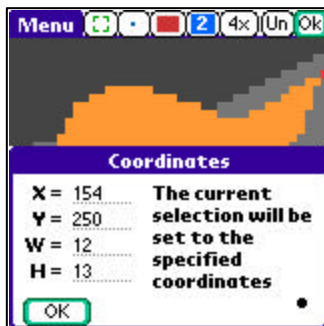 Menu 2 4x Un Ok
Coordinates
X = 154
Y = 250
W = 12
H = 13
The current
selection will be
set to the
specified
coordinates
OK